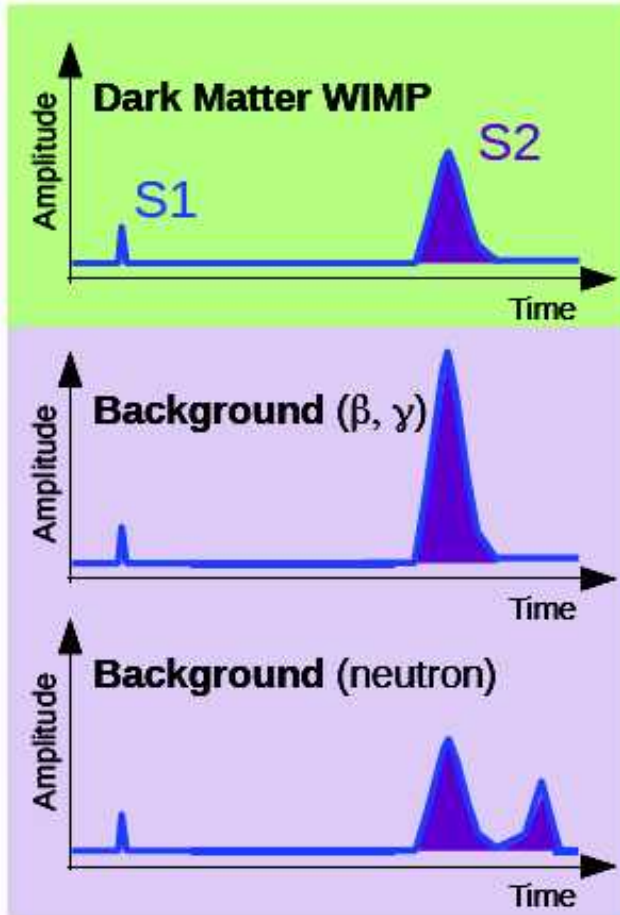 Dark Matter WIMP
Amplitude
S1
S2
Time
Background (β, γ)
Amplitude
Time
Background (neutron)
Amplitude
Time